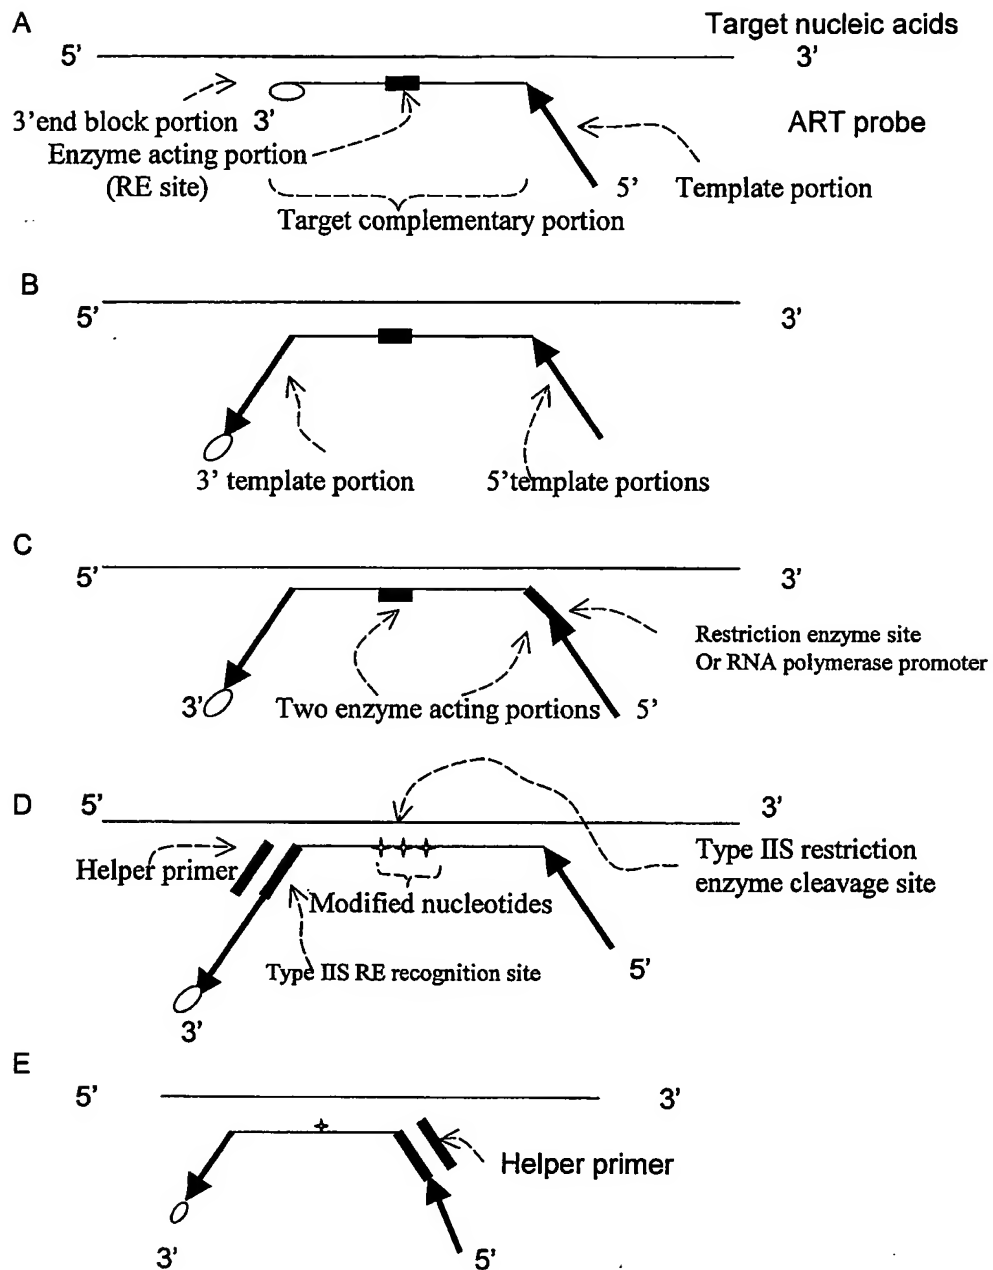 A
Target nucleic acids
5’
3’
3’end block portion 3’
ART probe
Enzyme acting portion
(RE site)
5’
Template portion
Target complementary portion
B
5’
3’
3’ template portion
5’template portions
C
5’
3’
Restriction enzyme site
Or RNA polymerase promoter
3’
Two enzyme acting portions
5’
D
5’
3’
Helper primer
Type IIS restriction
enzyme cleavage site
Modified nucleotides
Type IIS RE recognition site
5’
3’
E
5’
3’
Helper primer
3’
5’